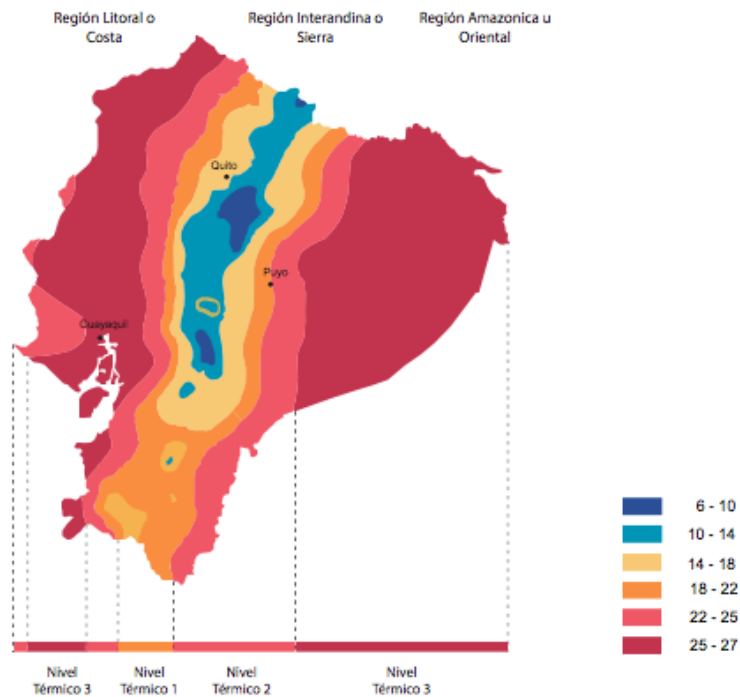 Región Litoral o
Costa
Región Interandina o
Sierra
Región Amazonica u
Oriental
Quito
Puyo
Guayaquil
6 - 10
10 - 14
14 - 18
18 - 22
22 - 25
25 - 27
Nivel
Térmico 3
Nivel
Térmico 1
Nivel
Térmico 2
Nivel
Térmico 3